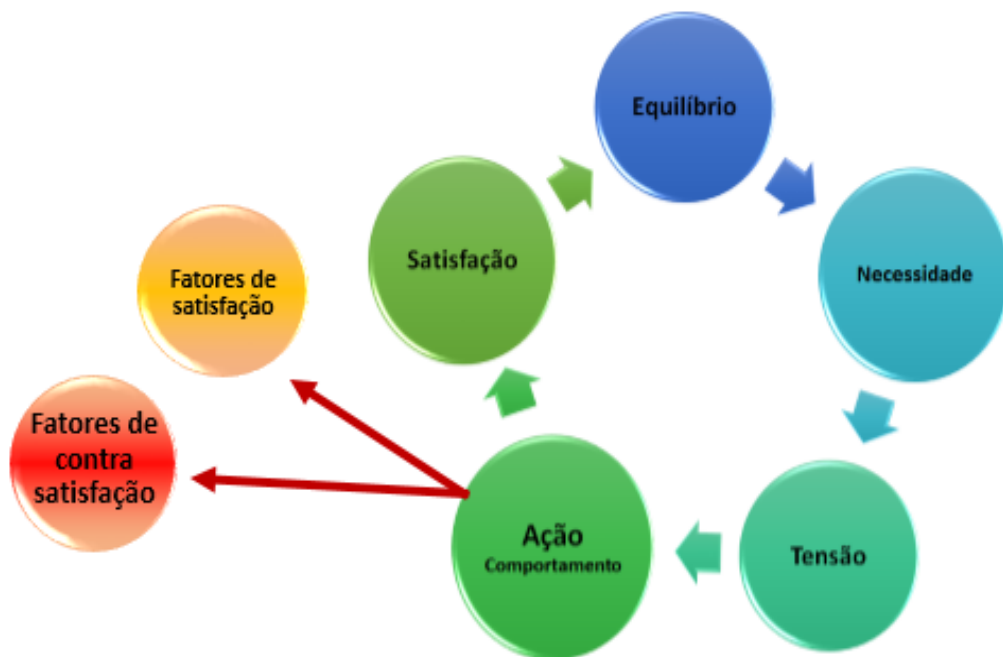 Equilíbrio
Necessidade
Tensão
Ação
Comportamento
Satisfação
Fatores de
satisfação
Fatores de
contra
satisfação